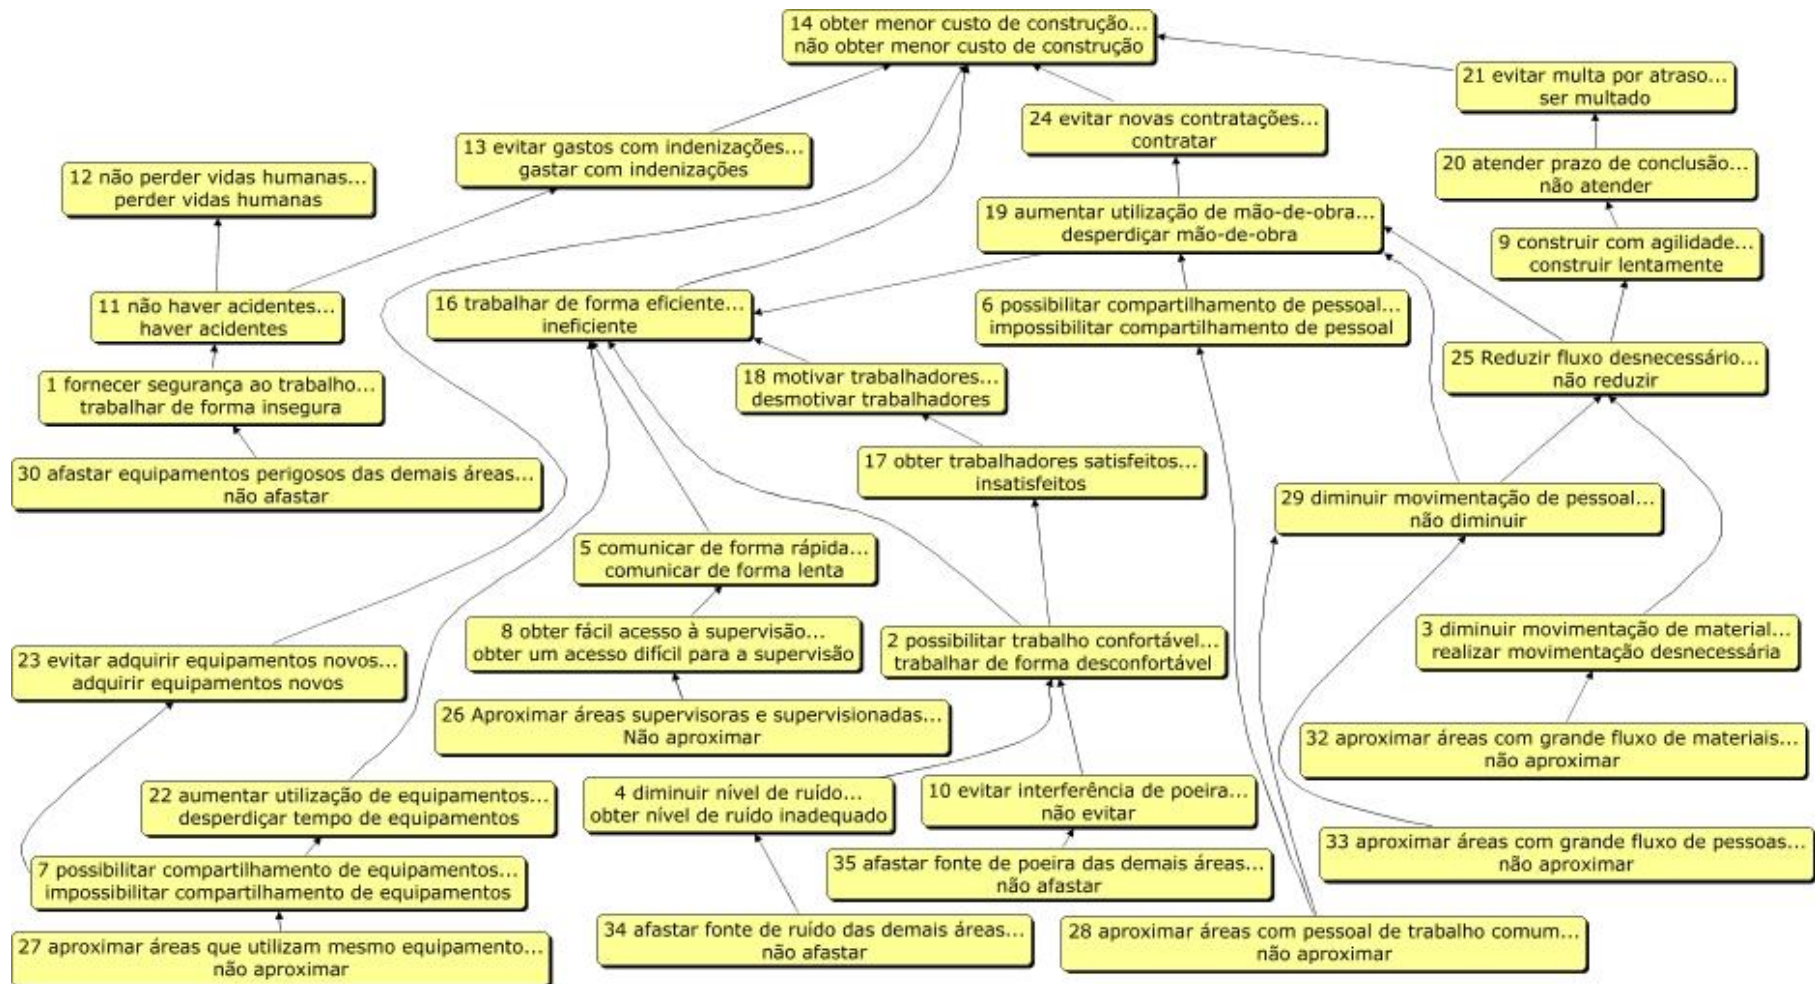 14 obter menor custo de construção...
não obter menor custo de construção
21 evitar multa por atraso...
ser multado
24 evitar novas contratações...
contratar
13 evitar gastos com indenizações...
gastar com indenizações
20 atender prazo de conclusão...
não atender
12 não perder vidas humanas...
perder vidas humanas
19 aumentar utilização de mão-de-obra...
desperdiçar mão-de-obra
9 construir com agilidade...
construir lentamente
11 não haver acidentes...
haver acidentes
16 trabalhar de forma eficiente...
ineficiente
6 possibilitar compartilhamento de pessoal...
impossibilitar compartilhamento de pessoal
25 Reduzir fluxo desnecessário...
não reduzir
18 motivar trabalhadores...
desmotivar trabalhadores
1 fornecer segurança ao trabalho...
trabalhar de forma insegura
17 obter trabalhadores satisfeitos...
insatisfeitos
30 afastar equipamentos perigosos das demais áreas...
não afastar
29 diminuir movimentação de pessoal...
não diminuir
5 comunicar de forma rápida...
comunicar de forma lenta
8 obter fácil acesso à supervisão...
obter um acesso difícil para a supervisão
2 possibilitar trabalho confortável...
trabalhar de forma desconfortável
3 diminuir movimentação de material...
realizar movimentação desnecessária
23 evitar adquirir equipamentos novos...
adquirir equipamentos novos
26 Aproximar áreas supervisoras e supervisionadas...
Não aproximar
32 aproximar áreas com grande fluxo de materiais...
não aproximar
22 aumentar utilização de equipamentos...
desperdiçar tempo de equipamentos
4 diminuir nível de ruído...
obter nível de ruído inadequado
10 evitar interferência de poeira...
não evitar
33 aproximar áreas com grande fluxo de pessoas...
não aproximar
7 possibilitar compartilhamento de equipamentos...
impossibilitar compartilhamento de equipamentos
35 afastar fonte de poeira das demais áreas...
não afastar
34 afastar fonte de ruído das demais áreas...
não afastar
28 aproximar áreas com pessoal de trabalho comum...
não aproximar
27 aproximar áreas que utilizam mesmo equipamento...
não aproximar